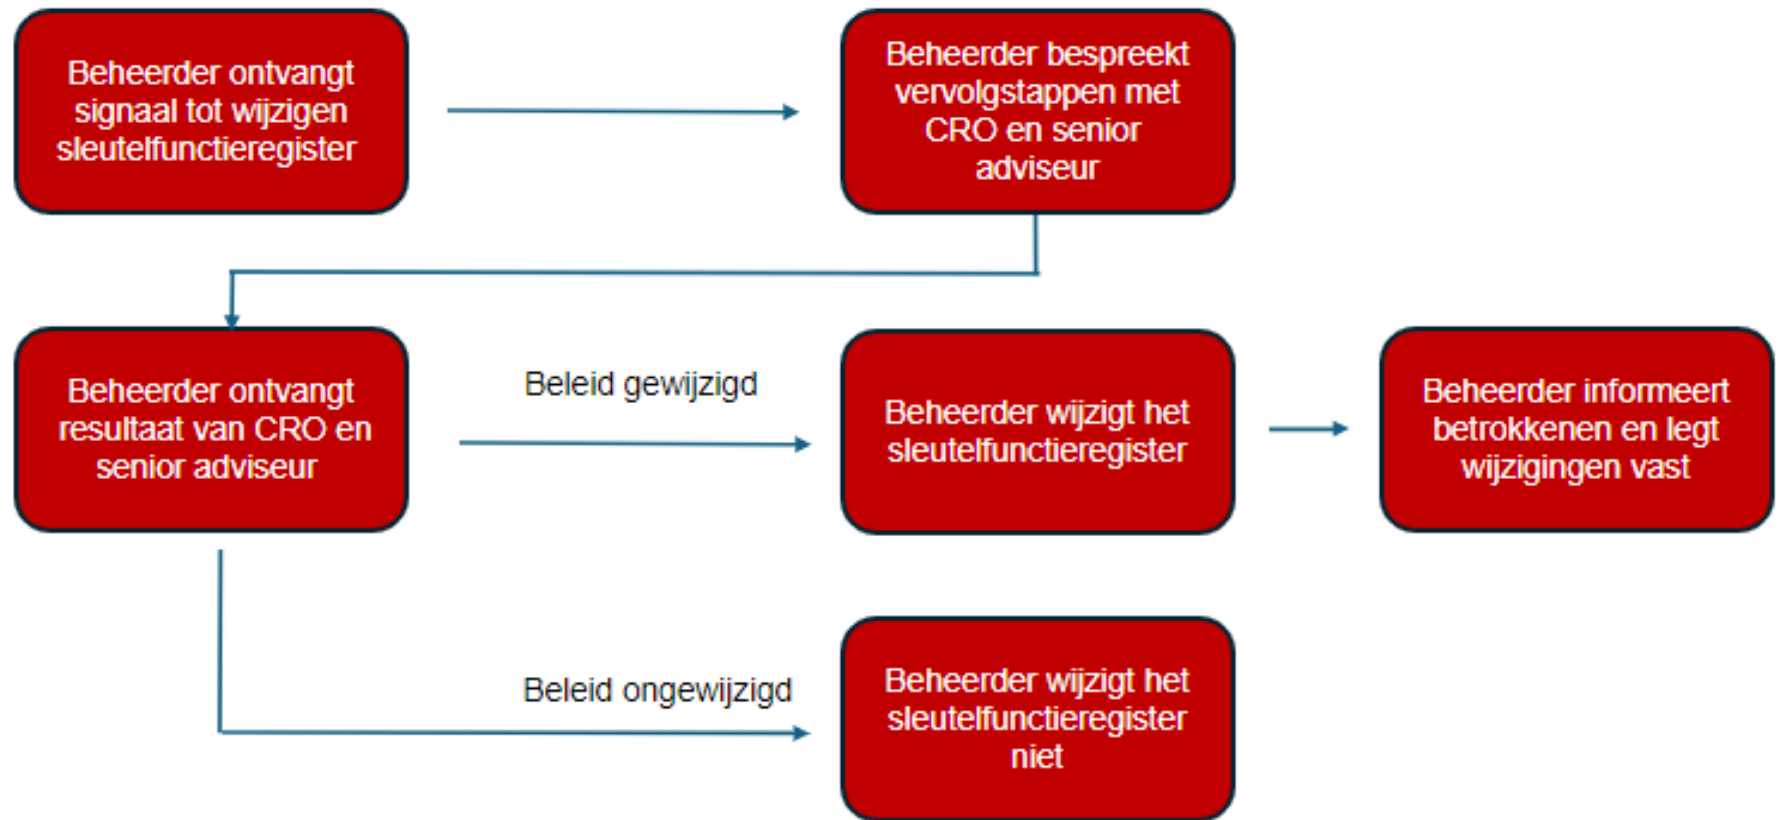 Beheerder ontvangt
signaal tot wijzigen
sleutelfunctieregister
Beheerder bespreekt
vervolgstappen met
CRO en senior
adviseur
Beheerder ontvangt
resultaat van CRO en
senior adviseur
Beleid gewijzigd
Beheerder wijzigt het
sleutelfunctieregister
Beheerder informeert
betrokkenen en legt
wijzigingen vast
Beleid ongewijzigd
Beheerder wijzigt het
sleutelfunctieregister
niet